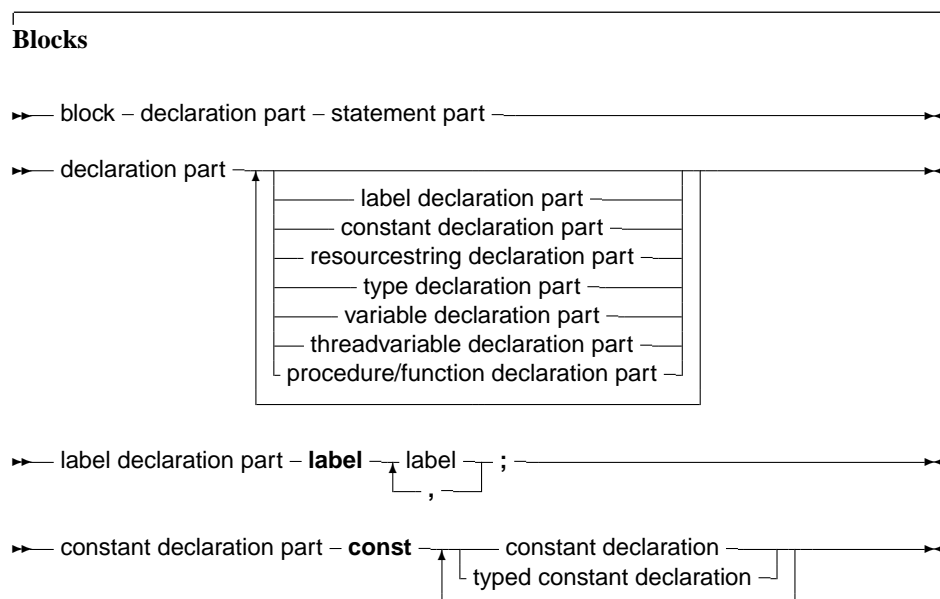 Blocks
block declaration part statement part
declaration part
label declaration part
constant declaration part
resourcestring declaration part
type declaration part
variable declaration part
threadvariable declaration part
procedure/function declaration part
label declaration part label label ;
,
constant declaration part const constant declaration
typed constant declaration